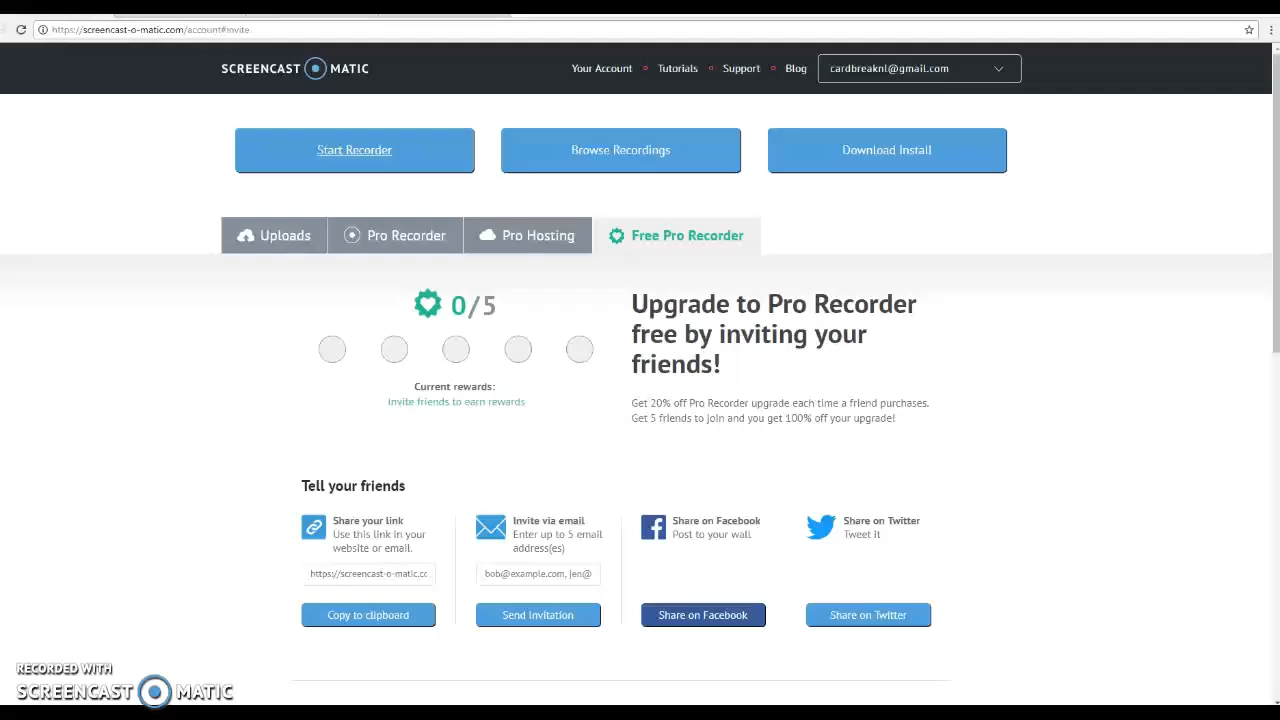 https://screencast-o-matic.com/account#invite
SCREENCAST MATIC
Your Account
Tutorials
Support
Blog
cardbreaknl@gmail.com
Start Recorder
Browse Recordings
Download Install
Uploads
Pro Recorder
Pro Hosting
Free Pro Recorder
0/5
Current rewards:
Invite friends to earn rewards
Upgrade to Pro Recorder
free by inviting your
friends!
Get 20% off Pro Recorder upgrade each time a friend purchases.
Get 5 friends to join and you get 100% off your upgrade!
Tell your friends
Share your link
Use this link in your
website or email.
https://screencast-o-matic.cc
Copy to clipboard
Invite via email
Enter up to 5 email
address(es)
bob@example.com, jen@
Send Invitation
Share on Facebook
Post to your wall
Share on Facebook
Share on Twitter
Tweet it
Share on Twitter
RECORDED WITH
SCREENCAST MATIC